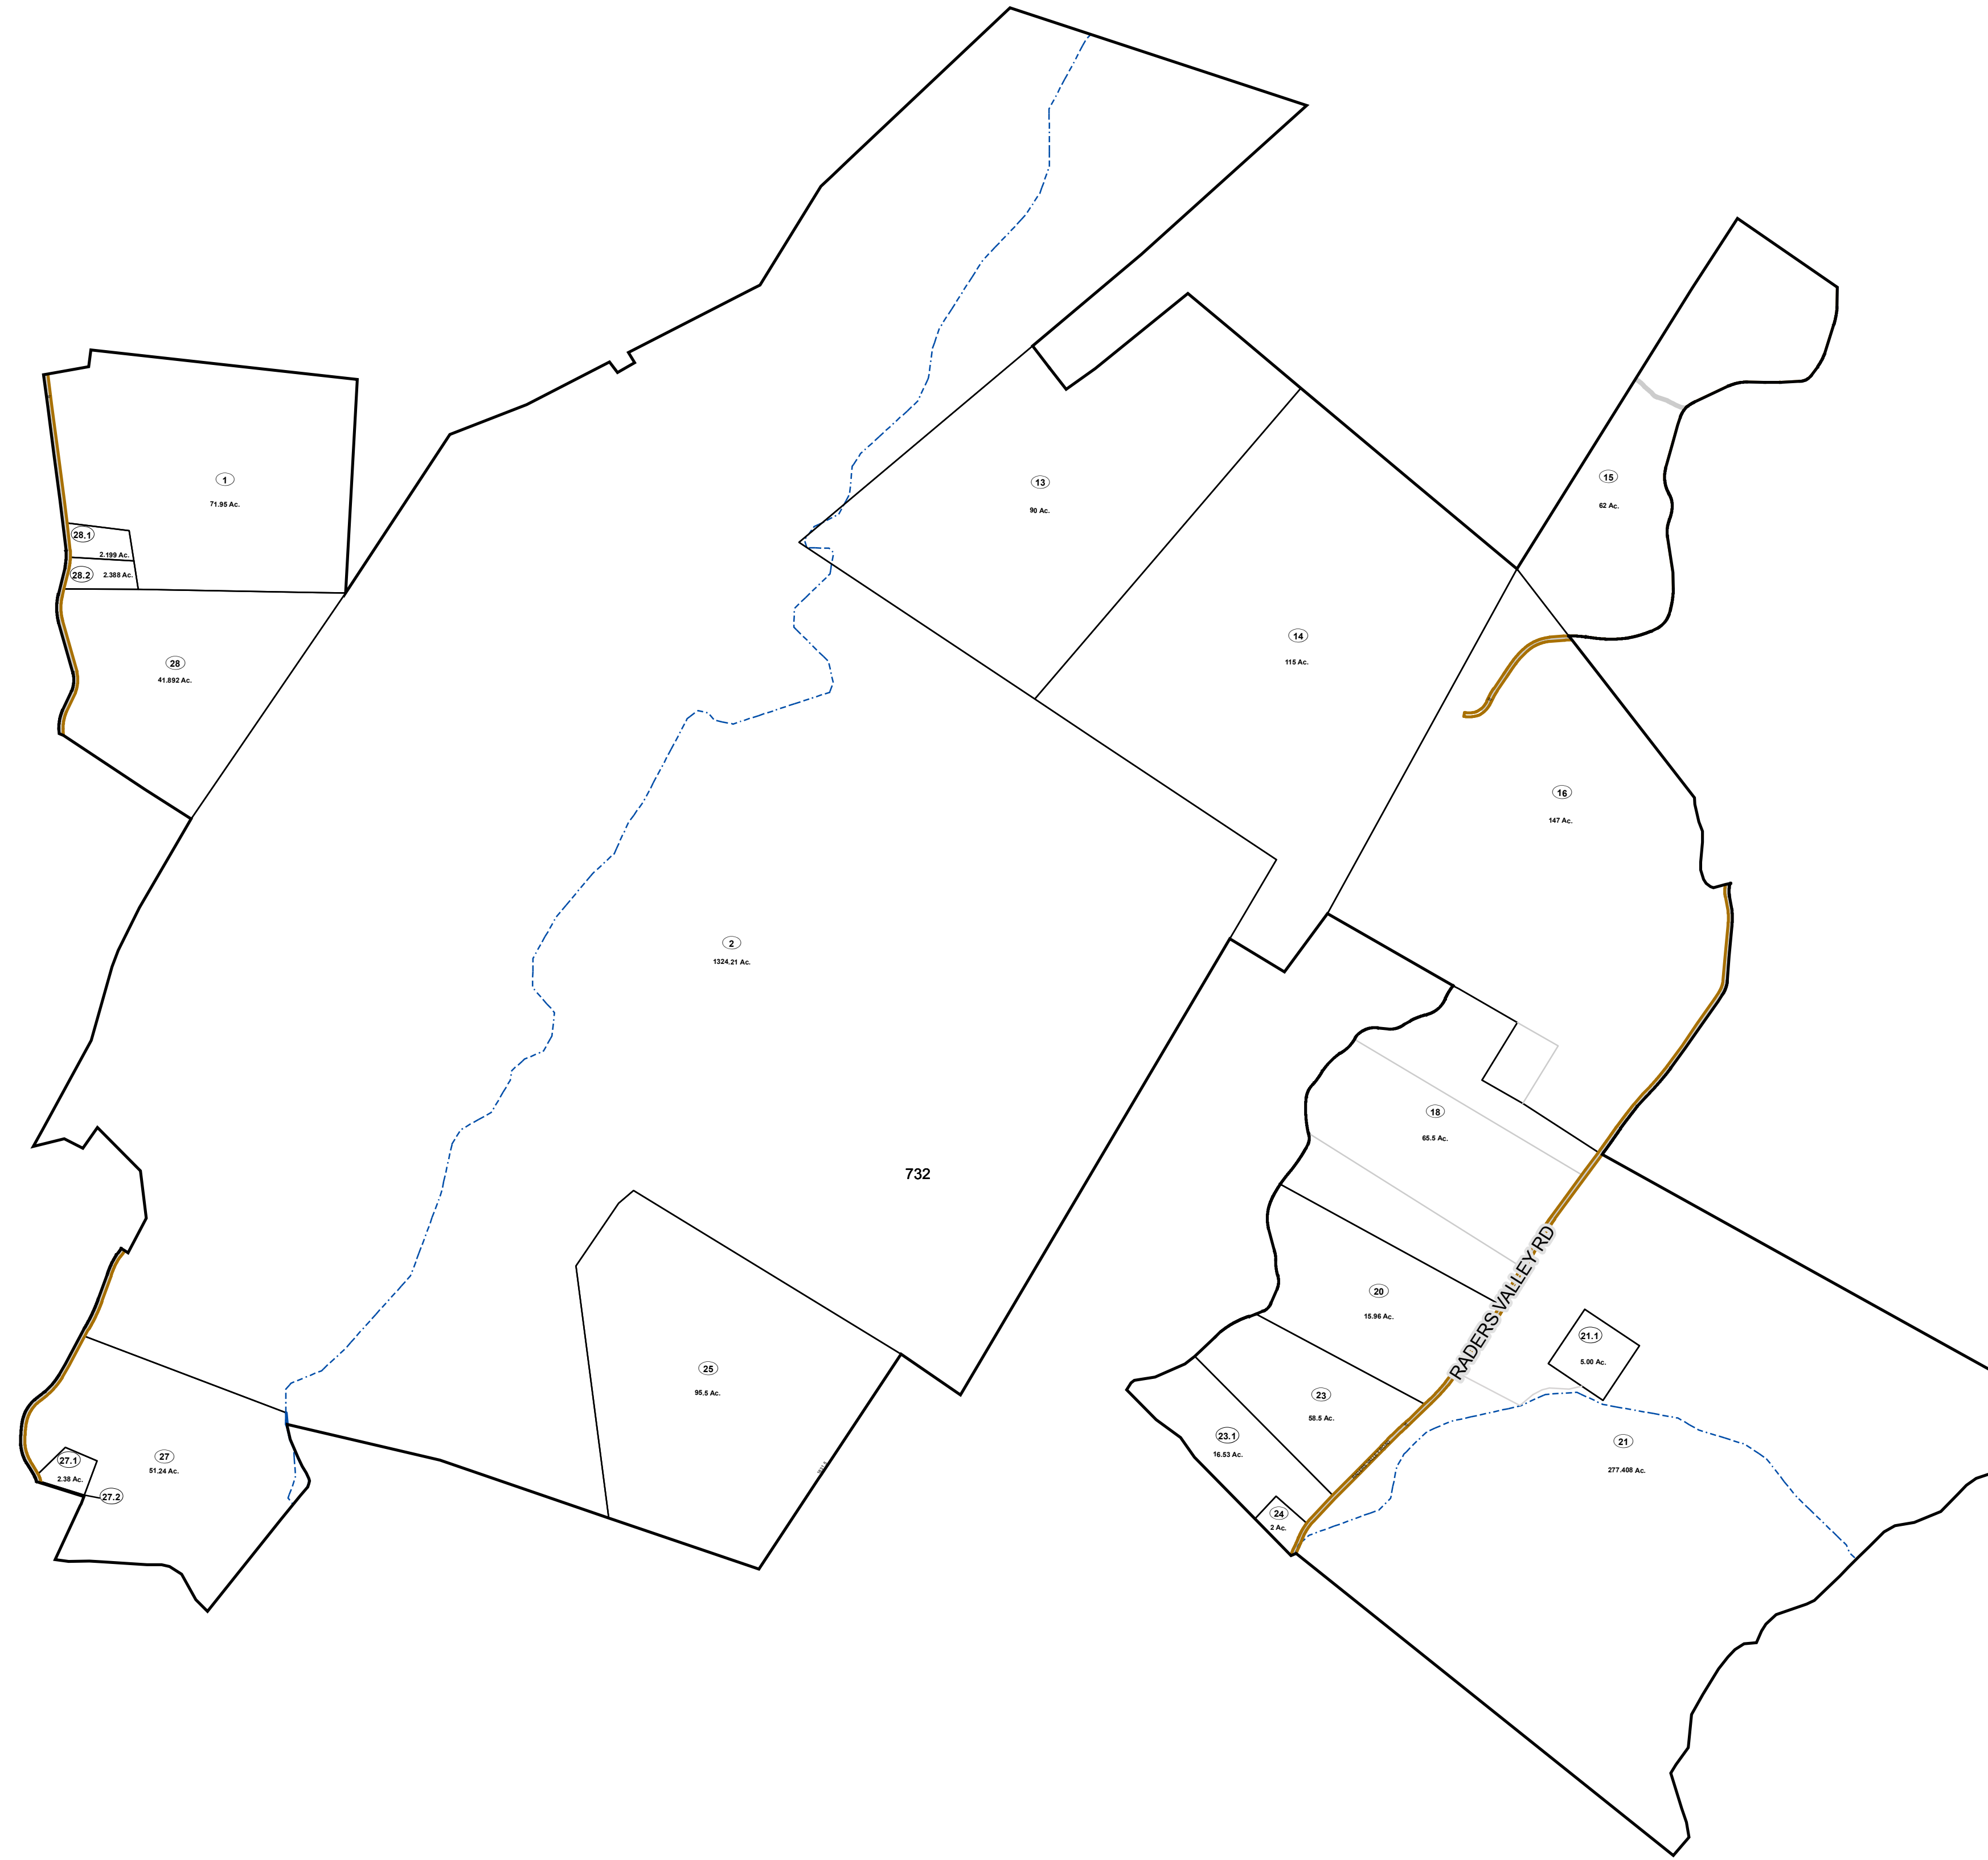 1
71.95 Ac.
28.1
2.199 Ac.
28.2
2.388 Ac.
28
41.892 Ac.
13
90 Ac.
15
62 Ac.
14
115 Ac.
16
147 Ac.
2
1324.21 Ac.
18
65.5 Ac.
732
20
15.96 Ac.
RADERS VALLEY RD
21.1
5.00 Ac.
25
95.5 Ac.
23
58.5 Ac.
23.1
16.53 Ac.
21
277.408 Ac.
27.1
2.38 Ac.
27
51.24 Ac.
27.2
24
2 Ac.